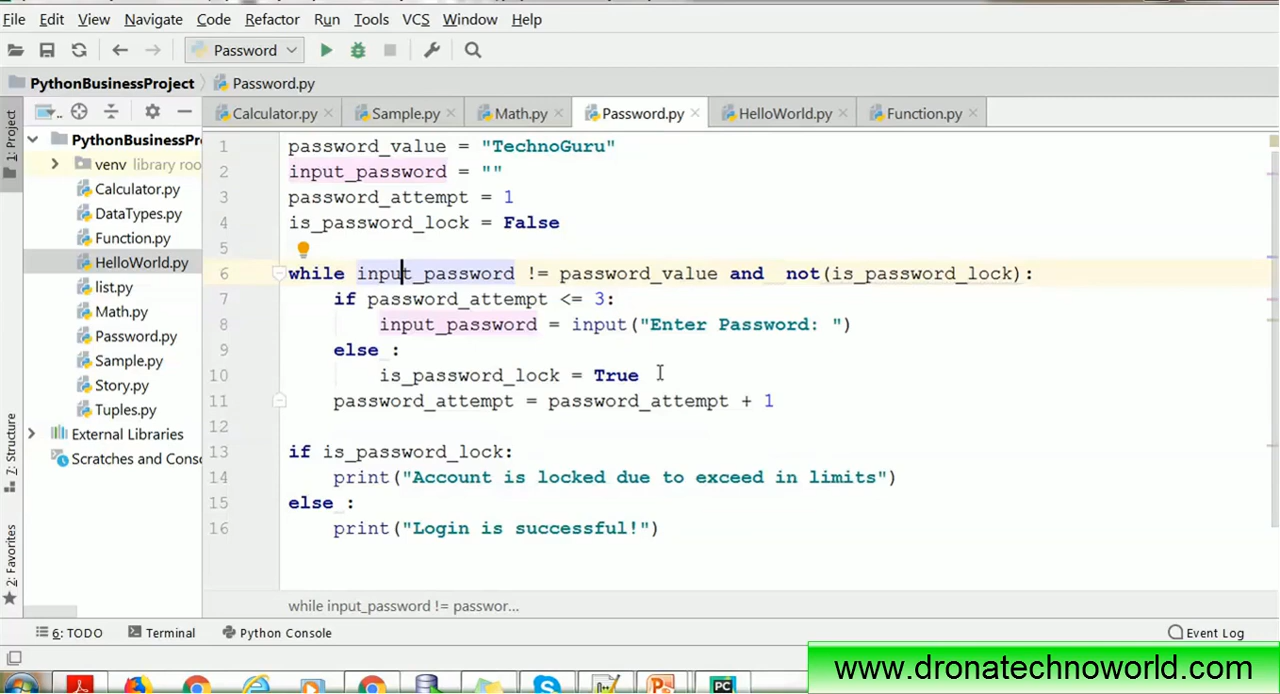 File Edit View Navigate Code Refactor Run Tools VCS Window Help
Password
PythonBusinessProject Password.py
1: Project
Calculator.py Sample.py Math.py Password.py HelloWorld.py Function.py
PythonBusinessPr
venv library roo
Calculator.py
DataTypes.py
Function.py
HelloWorld.py
list.py
Math.py
Password.py
Sample.py
Story.py
Tuples.py
External Libraries
Scratches and Conso
7: Structure
2: Favorites
1 password_value = "TechnoGuru"
2 input_password = ""
3 password_attempt = 1
4 is_password_lock = False
5
6 while input_password != password_value and  not(is_password_lock):
7 if password_attempt <= 3:
8 input_password = input("Enter Password: ")
9 else :
10 is_password_lock = True
11 password_attempt = password_attempt + 1
12
13 if is_password_lock:
14 print("Account is locked due to exceed in limits")
15 else :
16 print("Login is successful!")
while input_password != passwor...
6: TODO Terminal Python Console Event Log
www.dronatechnoworld.com